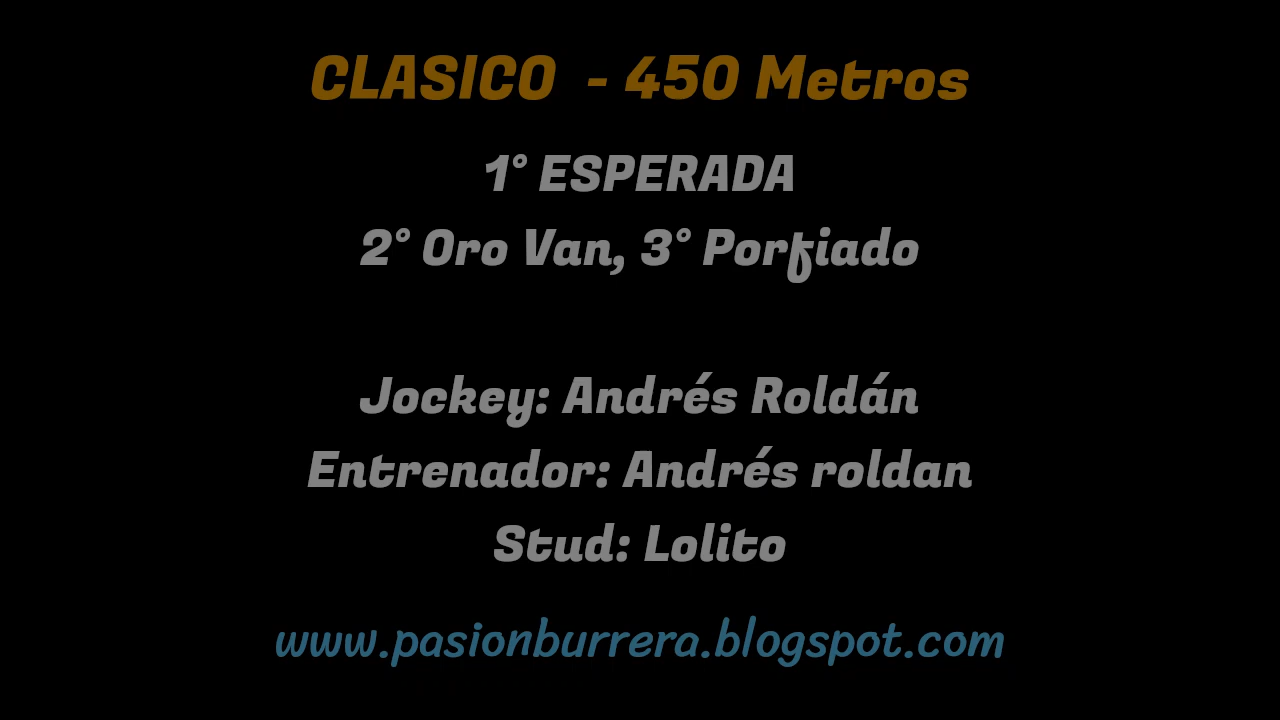 CLASICO - 450 Metros
1° ESPERADA
2° Oro Van, 3° Porfiado
Jockey: Andrés Roldán
Entrenador: Andrés roldan
Stud: Lolito
www.pasionburrera.blogspot.com